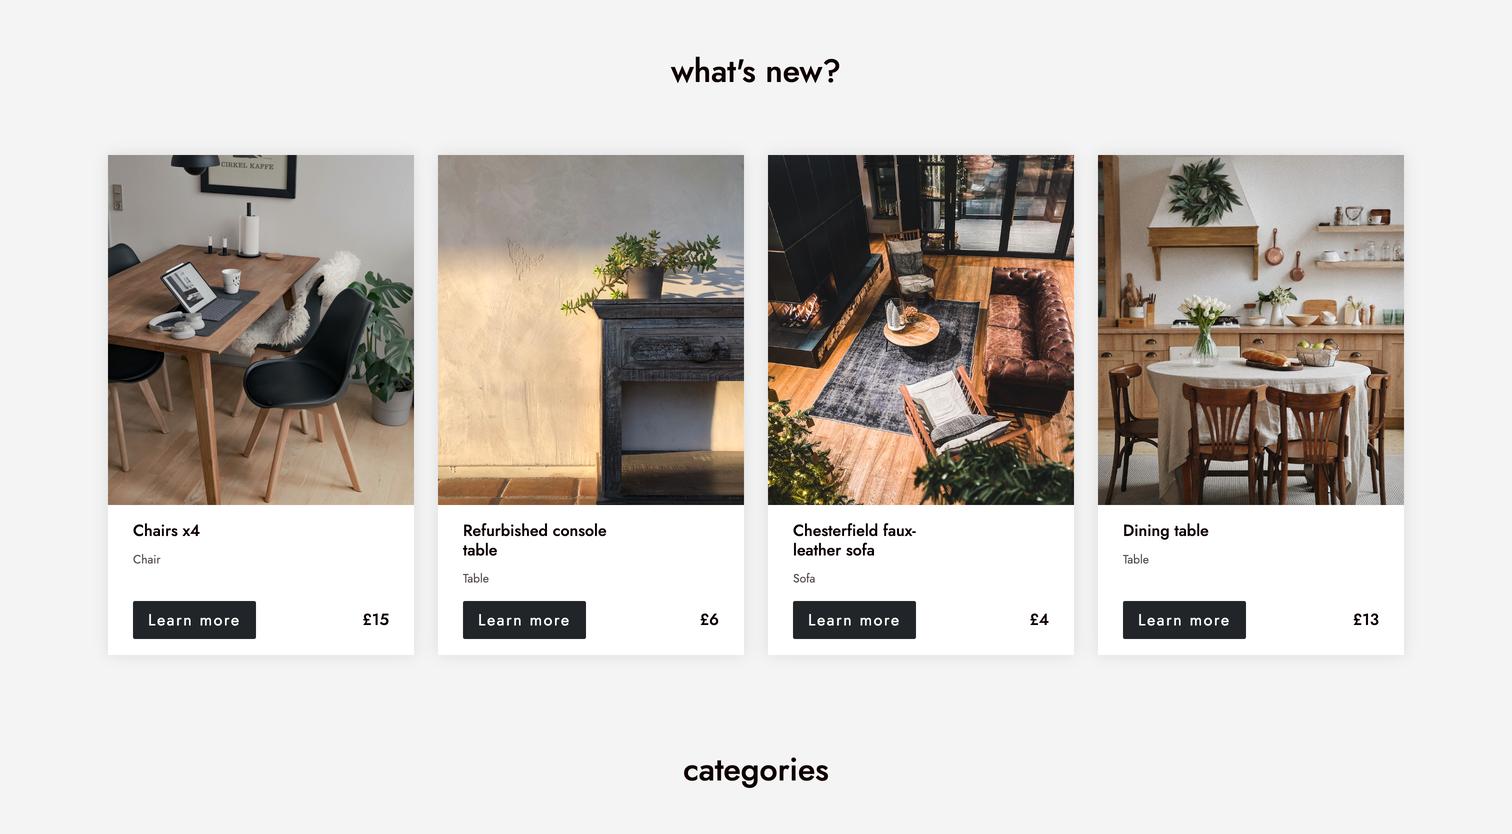 what's new?
CIRKEL KAFFE
Chairs x4
Chair
Learn more
£15
Refurbished console
table
Table
Learn more
£6
Chesterfield faux-
leather sofa
Sofa
Learn more
£4
Dining table
Table
Learn more
£13
categories